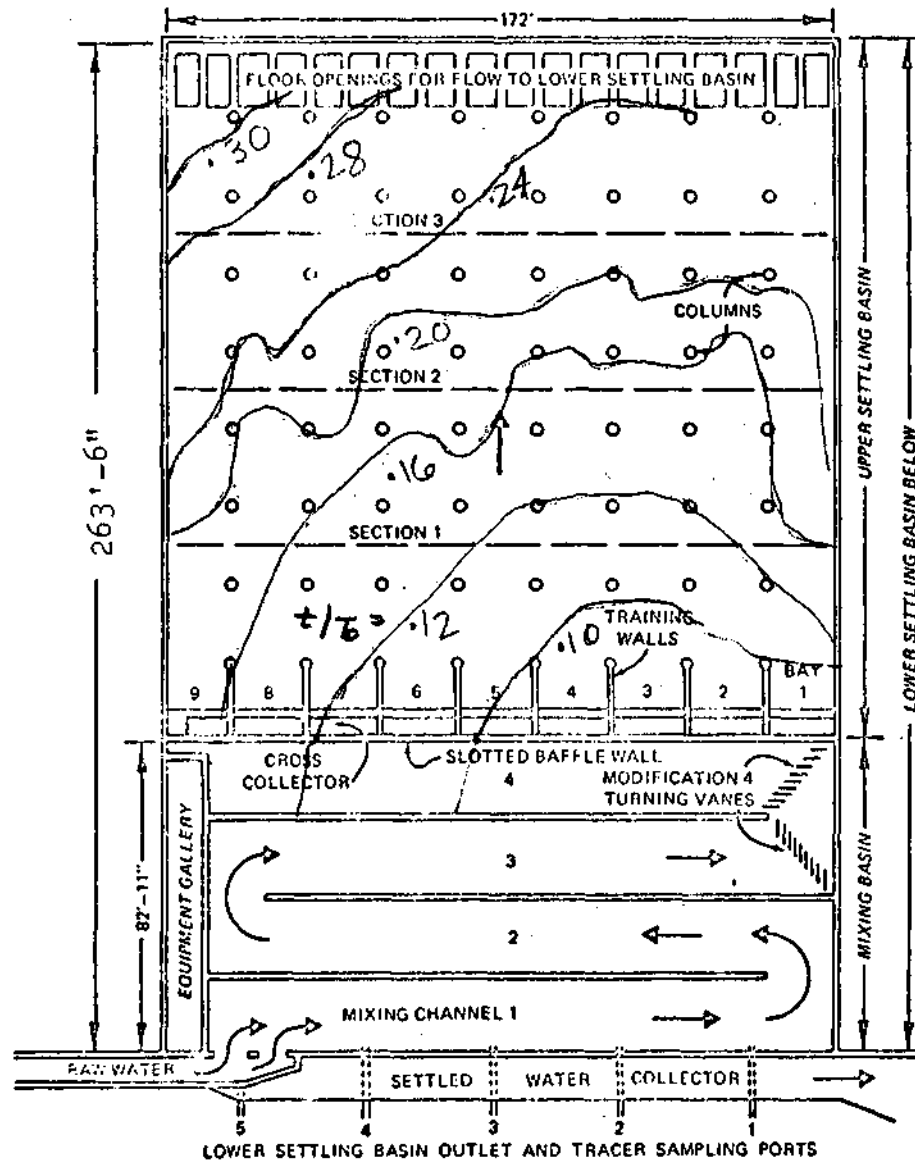 172'
FLOOR OPENINGS FOR FLOW TO LOWER SETTLING BASIN
.30
.28
.24
CTION 3
COLUMNS
.20
SECTION 2
.16
SECTION 1
263'-6"
UPPER SETTLING BASIN
LOWER SETTLING BASIN BELOW
.12
.10
TRAINING
WALLS
BAY
9 8 7 6 5 4 3 2 1
CROSS
COLLECTOR
SLOTTED BAFFLE WALL
4
MODIFICATION 4
TURNING VANES
82'-11"
EQUIPMENT GALLERY
3
2
MIXING BASIN
MIXING CHANNEL 1
RAW WATER
SETTLED WATER COLLECTOR
5 4 3 2 1
LOWER SETTLING BASIN OUTLET AND TRACER SAMPLING PORTS